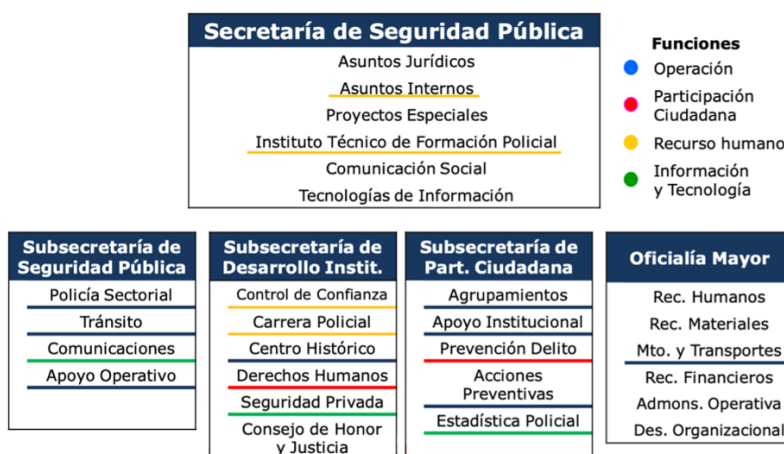 Secretaría de Seguridad Pública
Asuntos Jurídicos
Asuntos Internos
Proyectos Especiales
Instituto Técnico de Formación Policial
Comunicación Social
Tecnologías de Información
Funciones
Operación
Participación
Ciudadana
Recurso humano
Información
y Tecnología
Subsecretaría de
Seguridad Pública
Policía Sectorial
Tránsito
Comunicaciones
Apoyo Operativo
Subsecretaría de
Desarrollo Instit.
Control de Confianza
Carrera Policial
Centro Histórico
Derechos Humanos
Seguridad Privada
Consejo de Honor
y Justicia
Subsecretaría de
Part. Ciudadana
Agrupamientos
Apoyo Institucional
Prevención Delito
Acciones
Preventivas
Estadística Policial
Oficialía Mayor
Rec. Humanos
Rec. Materiales
Mto. y Transportes
Rec. Financieros
Admons. Operativa
Des. Organizacional